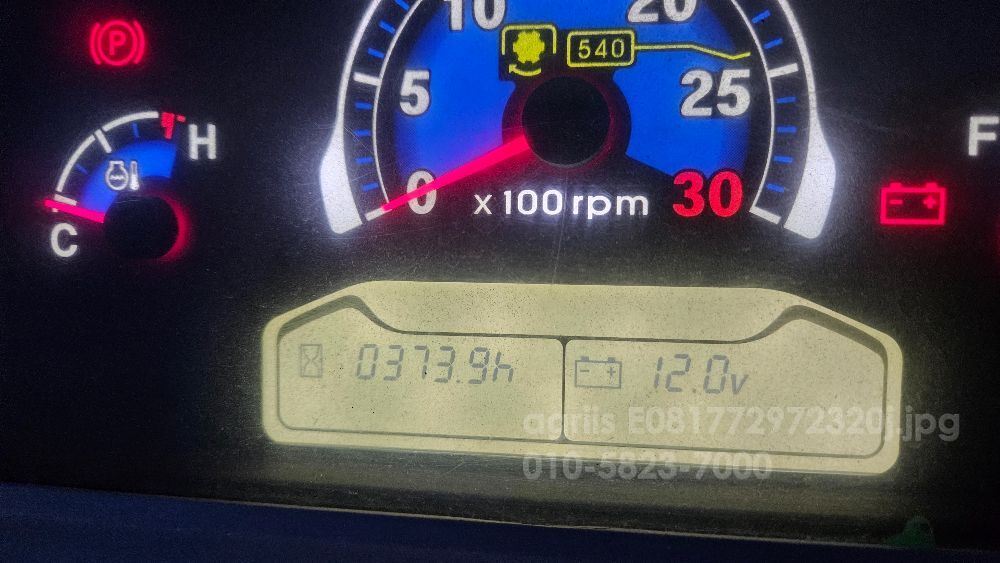 10 20
540
5 25
H
F
0 x100rpm 30
C
0373.9h 12.0v
agriis E081772972320j.jpg
010-5823-7000